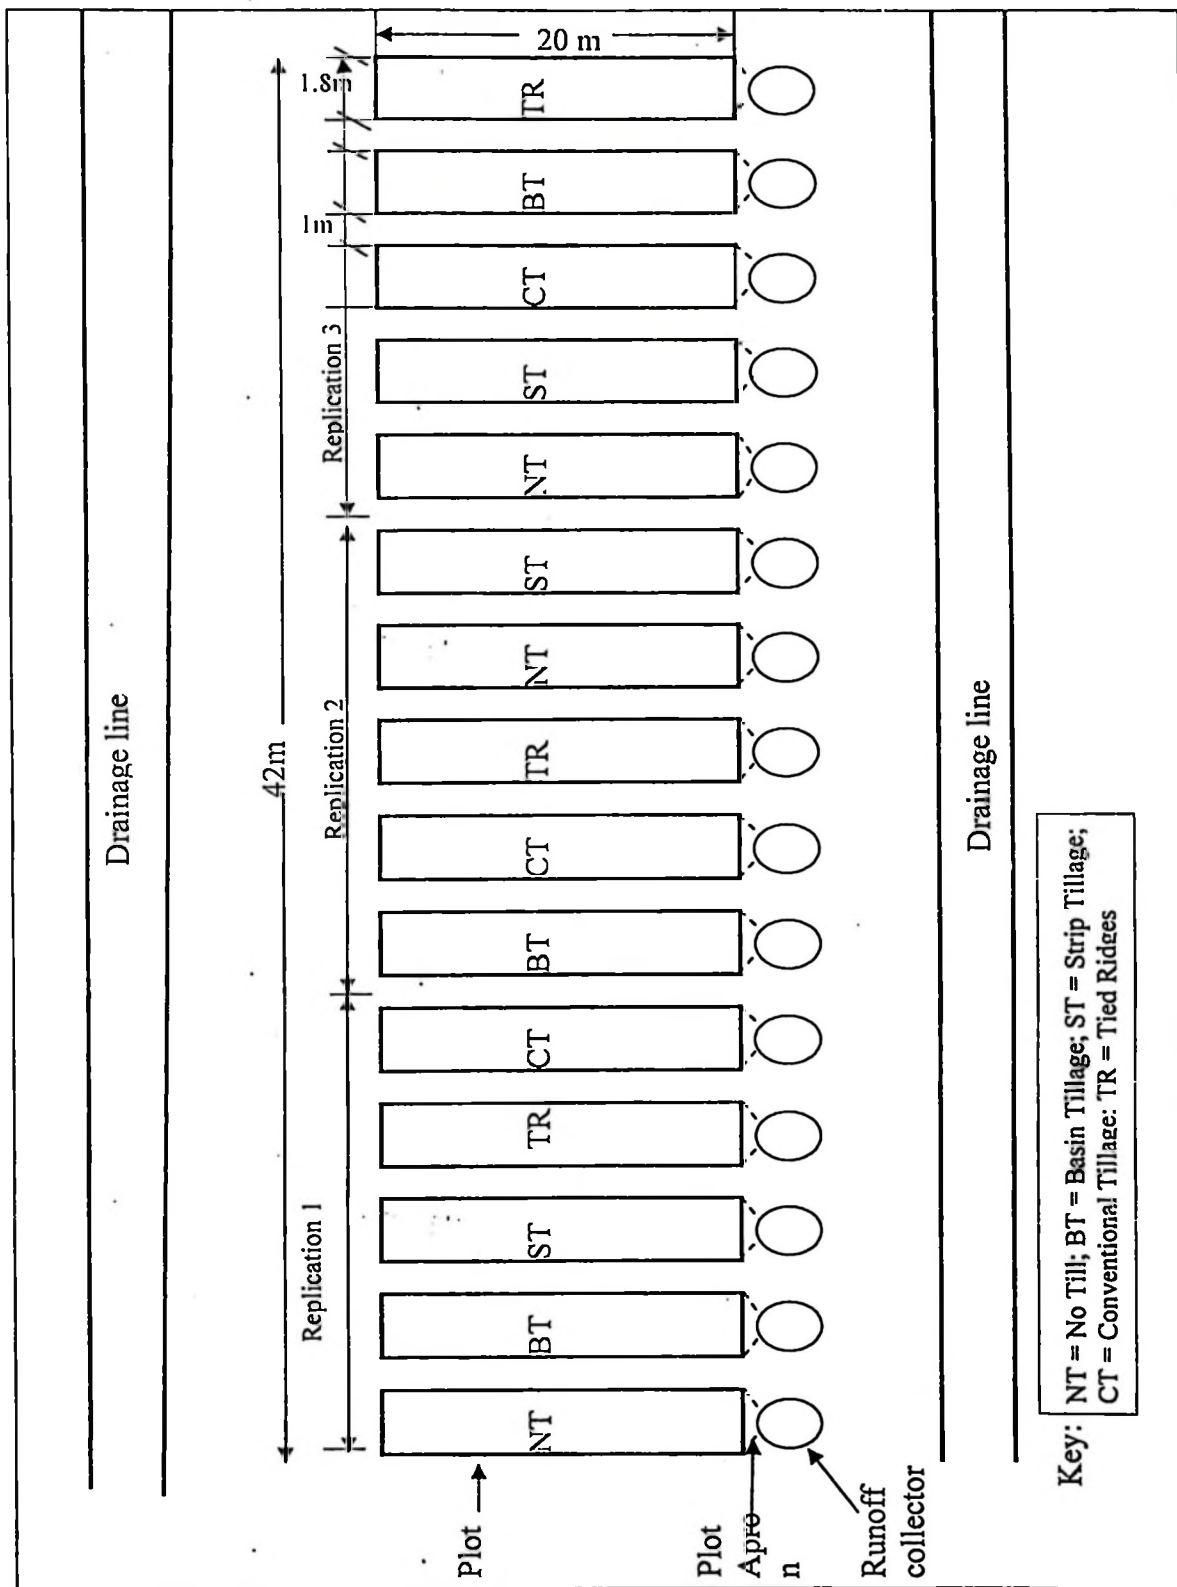 Drainage line
42m
Replication 1
Replication 2
Replication 3
1m
1.8m
20 m
NT
BT
ST
TR
CT
BT
CT
TR
NT
ST
NT
ST
CT
BT
TR
Plot
Plot
Apro
n
Runoff
collector
Drainage line
Key: NT = No Till; BT = Basin Tillage; ST = Strip Tillage;
CT = Conventional Tillage: TR = Tied Ridges